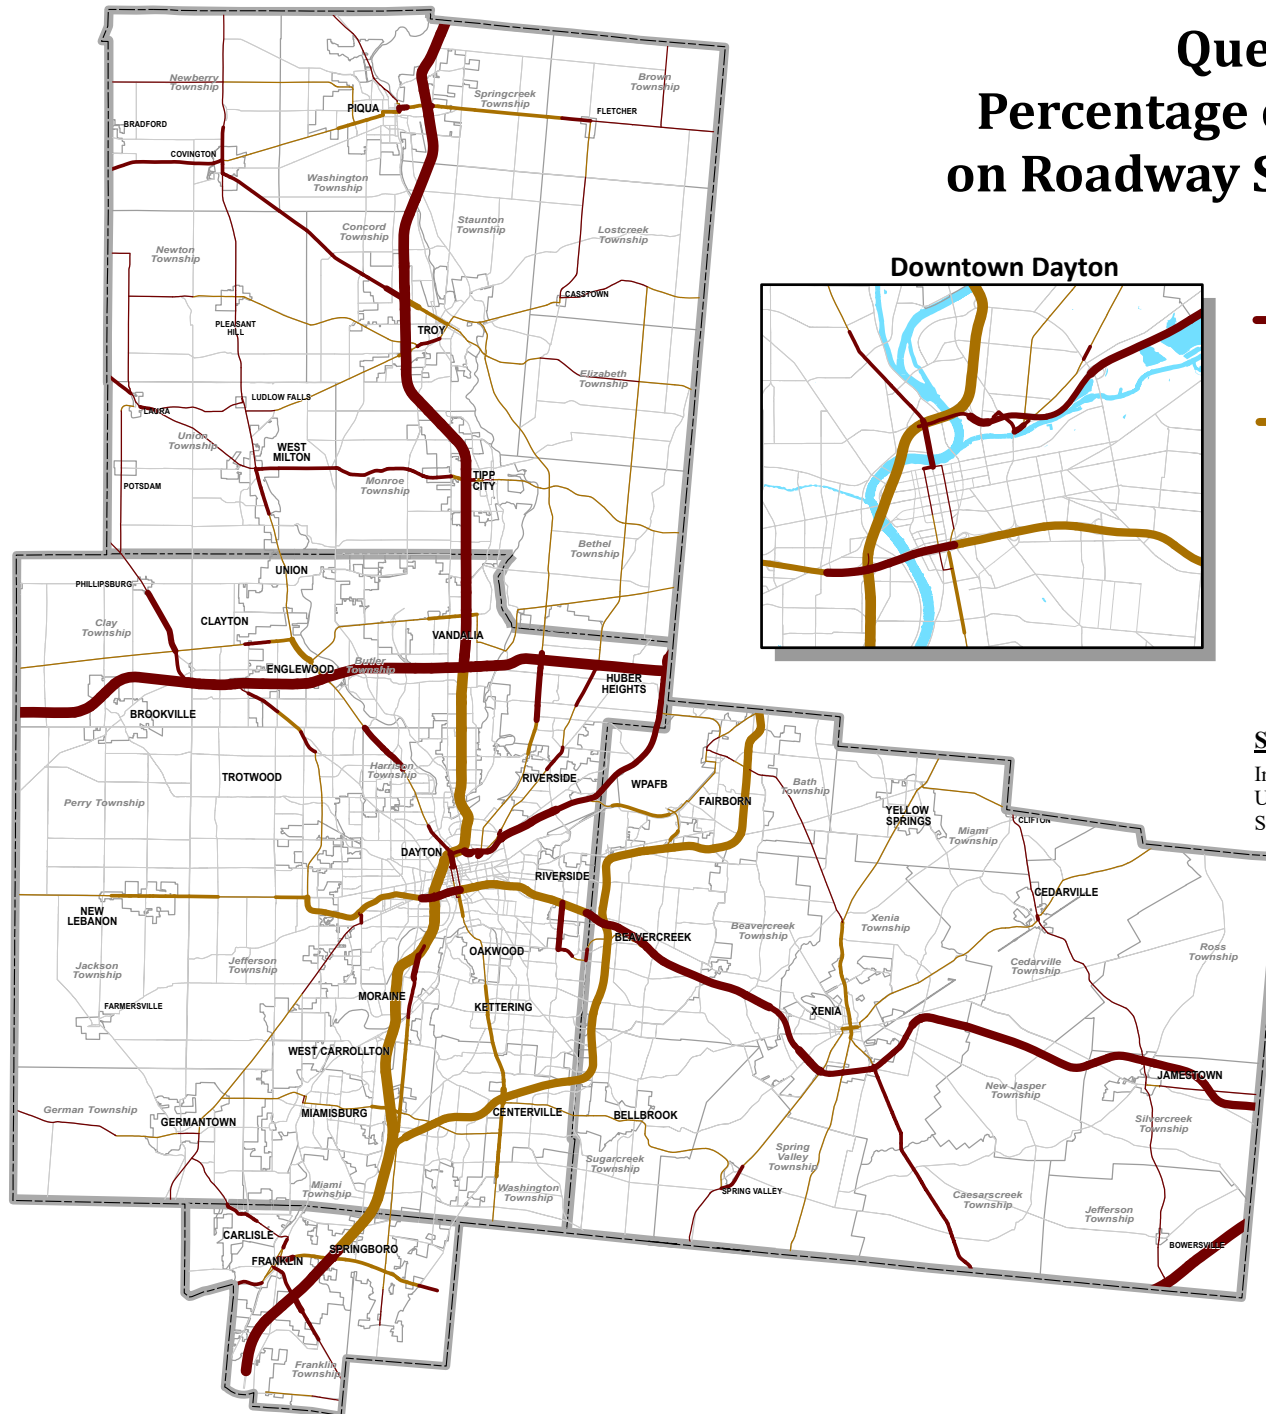 Que
Percentage
on Roadway S
Downtown Dayton
Newberry
Township
Brown
Township
Springcreek
Township
PIQUA
FLETCHER
BRADFORD
COVINGTON
Washington
Township
Concord
Township
Staunton
Township
Lostcreek
Township
Newton
Township
CASSTOWN
PLEASANT
HILL
TROY
Elizabeth
Township
LUDLOW FALLS
LAURA
Union
Township
WEST
MILTON
POTSDAM
Monroe
Township
TIPP
CITY
Bethel
Township
UNION
PHILLIPSBURG
Clay
Township
CLAYTON
VANDALIA
ENGLEWOOD
Butler
Township
HUBER
HEIGHTS
BROOKVILLE
TROTWOOD
Harrison
Township
RIVERSIDE
WPAFB
Perry Township
FAIRBORN
Bath
Township
YELLOW
SPRINGS
Miami
Township
CLIFTON
S
In
U
S
DAYTON
RIVERSIDE
CEDARVILLE
NEW
LEBANON
BEAVERCREEK
Beavercreek
Township
Xenia
Township
Ross
Township
OAKWOOD
Jackson
Township
Jefferson
Township
Cedarville
Township
FARMERSVILLE
MORAINE
KETTERING
XENIA
WEST CARROLLTON
JAMESTOWN
New Jasper
Township
German Township
GERMANTOWN
MIAMISBURG
CENTERVILLE
BELLBROOK
Silvercreek
Township
Sugarcreek
Township
Spring
Valley
Township
Miami
Township
Washington
Township
SPRING VALLEY
Caesarscreek
Township
Jefferson
Township
CARLISLE
SPRINGBORO
FRANKLIN
BOWERSVILLE
Franklin
Township